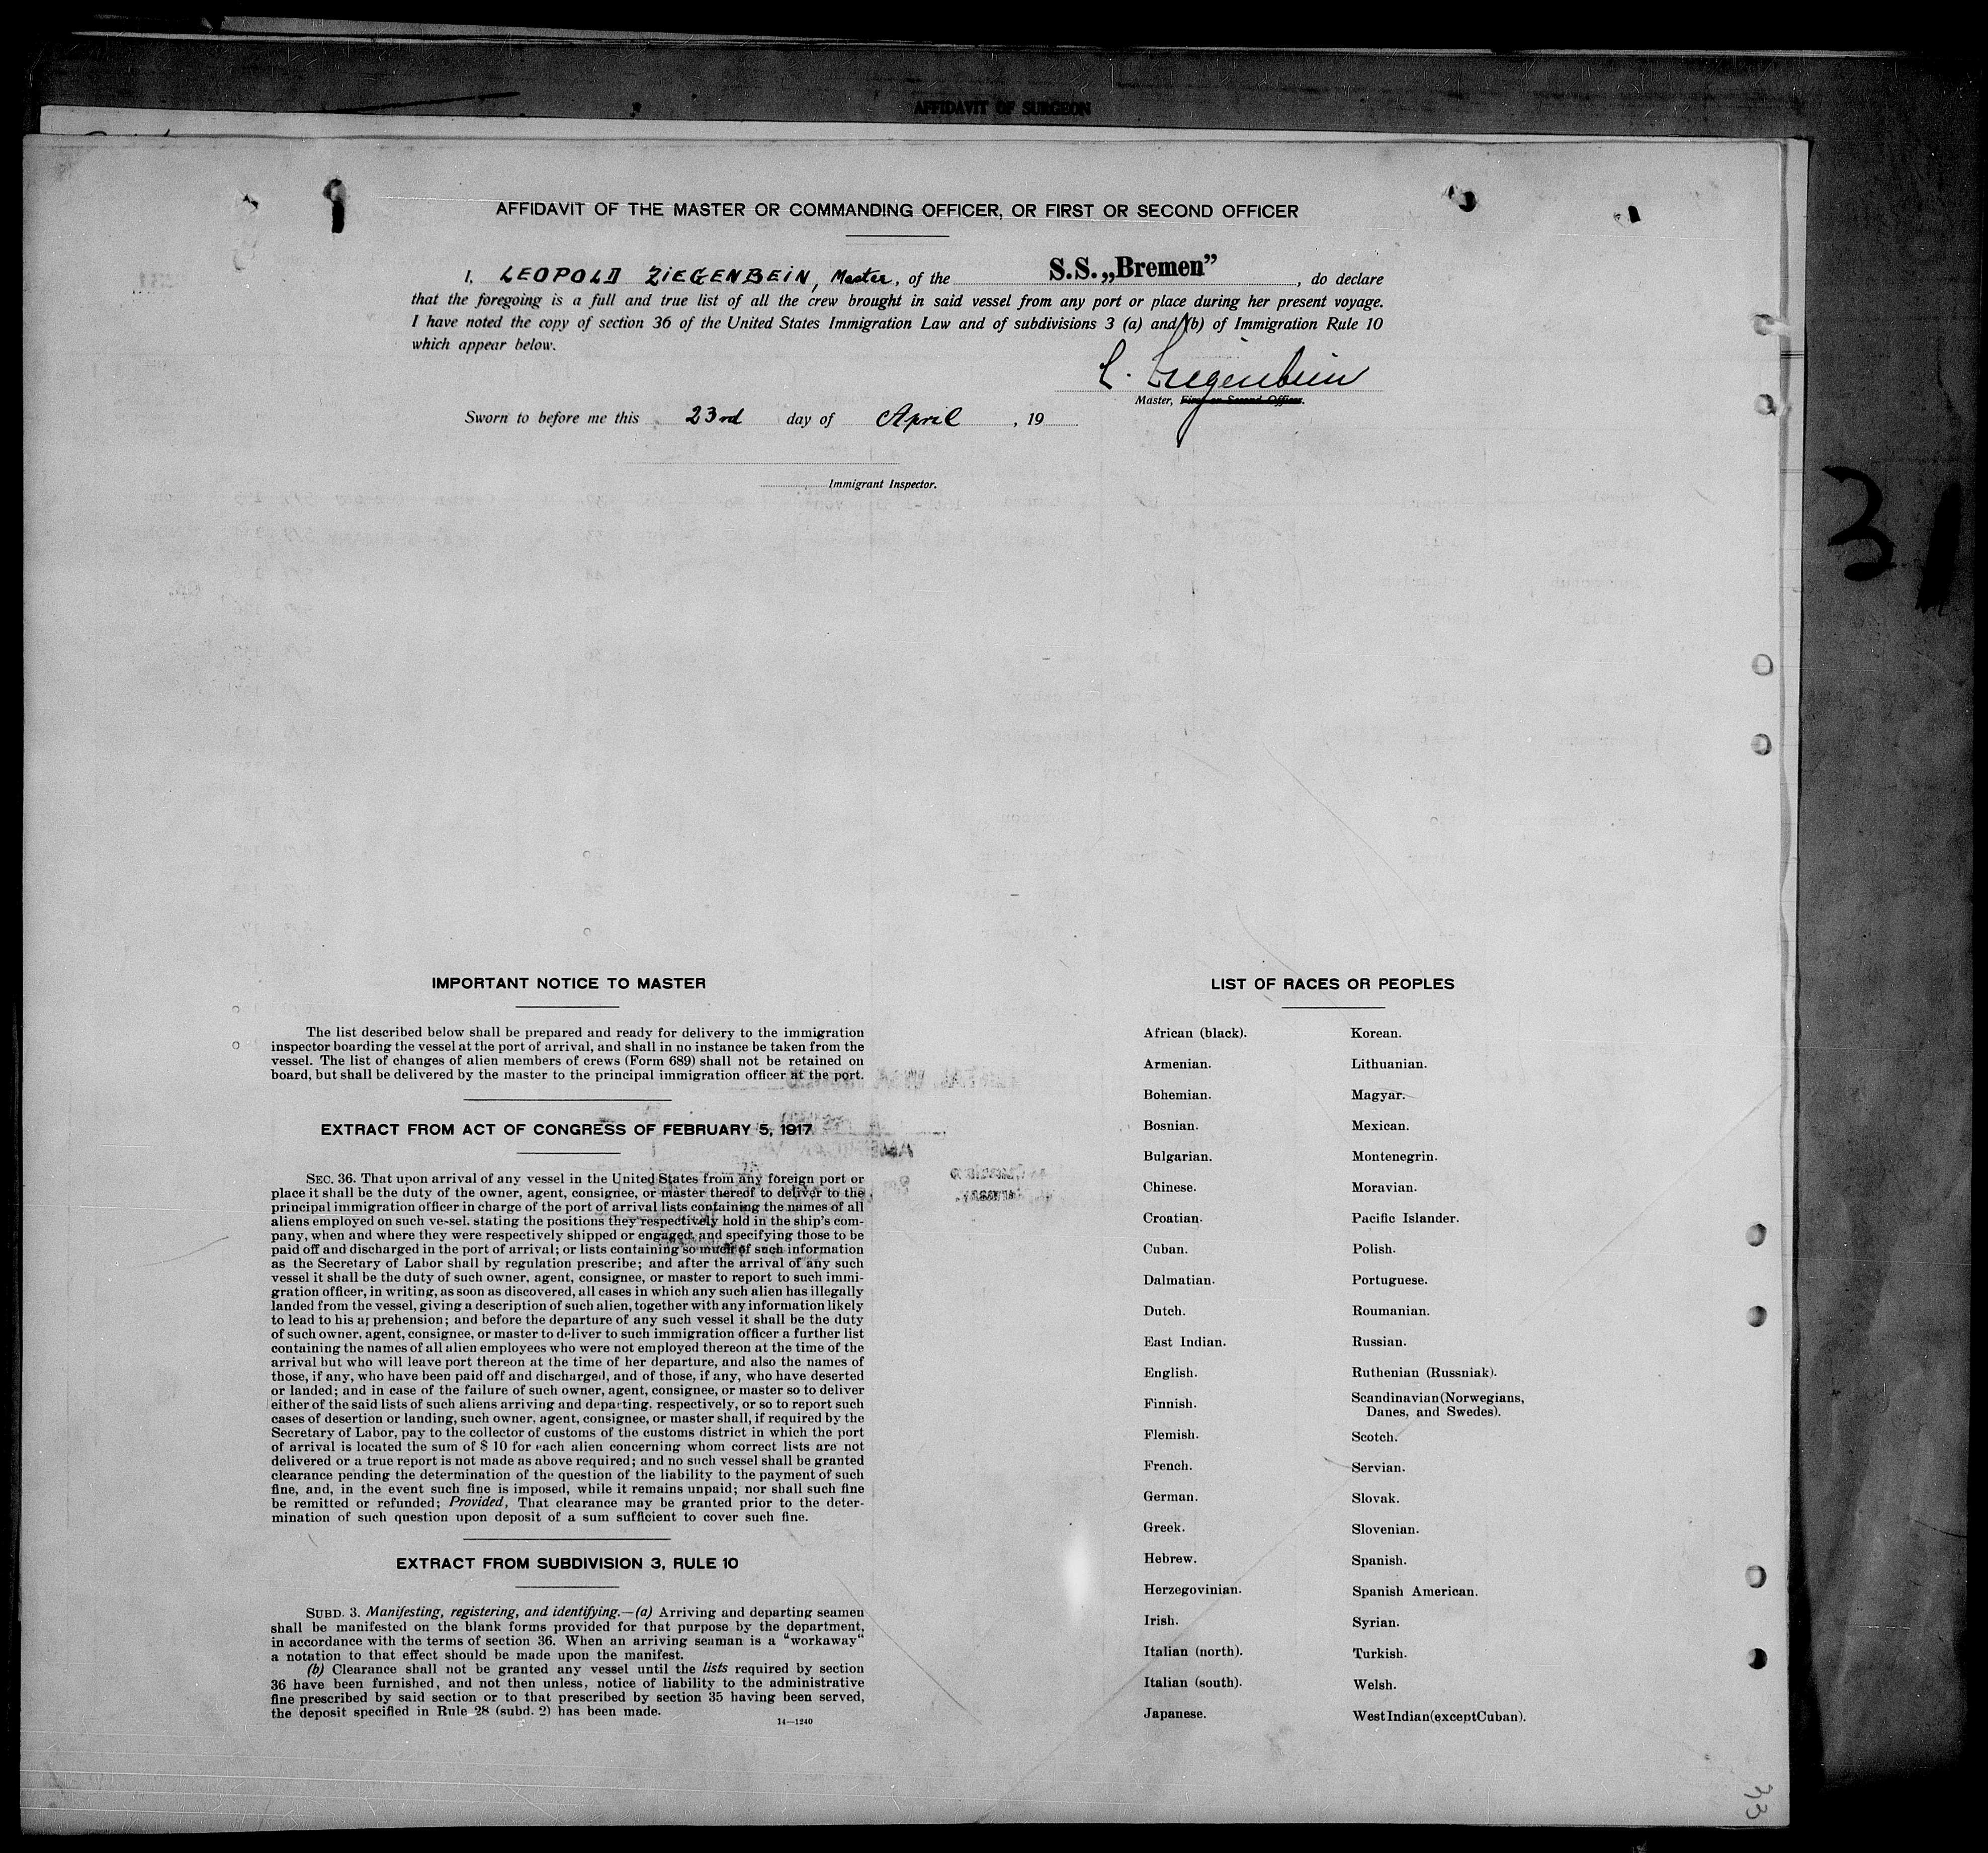 AFFIDAVIT OF SURGEON
AFFIDAVIT OF THE MASTER OR COMMANDING OFFICER, OR FIRST OR SECOND OFFICER
I, LEOPOLD ZIEGENBEIN, Master, of the S.S. „Bremen”, do declare
that the foregoing is a full and true list of all the crew brought in said vessel from any port or place during her present voyage.
I have noted the copy of section 36 of the United States Immigration Law and of subdivisions 3 (a) and (b) of Immigration Rule 10
which appear below.
L. Ziegenbein
Master, First or Second Officer.
Sworn to before me this 23rd day of April, 19
Immigrant Inspector.
31
IMPORTANT NOTICE TO MASTER
The list described below shall be prepared and ready for delivery to the immigration
inspector boarding the vessel at the port of arrival, and shall in no instance be taken from the
vessel. The list of changes of alien members of crews (Form 689) shall not be retained on
board, but shall be delivered by the master to the principal immigration officer at the port.
EXTRACT FROM ACT OF CONGRESS OF FEBRUARY 5, 1917
SEC. 36. That upon arrival of any vessel in the United States from any foreign port or
place it shall be the duty of the owner, agent, consignee, or master thereof to deliver to the
principal immigration officer in charge of the port of arrival lists containing the names of all
aliens employed on such vessel. stating the positions they respectively hold in the ship's com-
pany, when and where they were respectively shipped or engaged, and specifying those to be
paid off and discharged in the port of arrival; or lists containing so much of such information
as the Secretary of Labor shall by regulation prescribe; and after the arrival of any such
vessel it shall be the duty of such owner, agent, consignee, or master to report to such immi-
gration officer, in writing, as soon as discovered, all cases in which any such alien has illegally
landed from the vessel, giving a description of such alien, together with any information likely
to lead to his apprehension; and before the departure of any such vessel it shall be the duty
of such owner, agent, consignee, or master to deliver to such immigration officer a further list
containing the names of all alien employees who were not employed thereon at the time of the
arrival but who will leave port thereon at the time of her departure, and also the names of
those, if any, who have been paid off and discharged, and of those, if any, who have deserted
or landed; and in case of the failure of such owner, agent, consignee, or master so to deliver
either of the said lists of such aliens arriving and departing, respectively, or so to report such
cases of desertion or landing, such owner, agent, consignee, or master shall, if required by the
Secretary of Labor, pay to the collector of customs of the customs district in which the port
of arrival is located the sum of $ 10 for each alien concerning whom correct lists are not
delivered or a true report is not made as above required; and no such vessel shall be granted
clearance pending the determination of the question of the liability to the payment of such
fine, and, in the event such fine is imposed, while it remains unpaid; nor shall such fine
be remitted or refunded; Provided, That clearance may be granted prior to the deter-
mination of such question upon deposit of a sum sufficient to cover such fine.
EXTRACT FROM SUBDIVISION 3, RULE 10
SUBD. 3. Manifesting, registering, and identifying.—(a) Arriving and departing seamen
shall be manifested on the blank forms provided for that purpose by the department,
in accordance with the terms of section 36. When an arriving seaman is a "workaway"
a notation to that effect should be made upon the manifest.
(b) Clearance shall not be granted any vessel until the lists required by section
36 have been furnished, and not then unless, notice of liability to the administrative
fine prescribed by said section or to that prescribed by section 35 having been served,
the deposit specified in Rule 28 (subd. 2) has been made.
14—1240
LIST OF RACES OR PEOPLES
African (black).
Armenian.
Bohemian.
Bosnian.
Bulgarian.
Chinese.
Croatian.
Cuban.
Dalmatian.
Dutch.
East Indian.
English.
Finnish.
Flemish.
French.
German.
Greek.
Hebrew.
Herzegovinian.
Irish.
Italian (north).
Italian (south).
Japanese.
Korean.
Lithuanian.
Magyar.
Mexican.
Montenegrin.
Moravian.
Pacific Islander.
Polish.
Portuguese.
Roumanian.
Russian.
Ruthenian (Russniak).
Scandinavian (Norwegians,
Danes, and Swedes).
Scotch.
Servian.
Slovak.
Slovenian.
Spanish.
Spanish American.
Syrian.
Turkish.
Welsh.
West Indian (except Cuban).
33